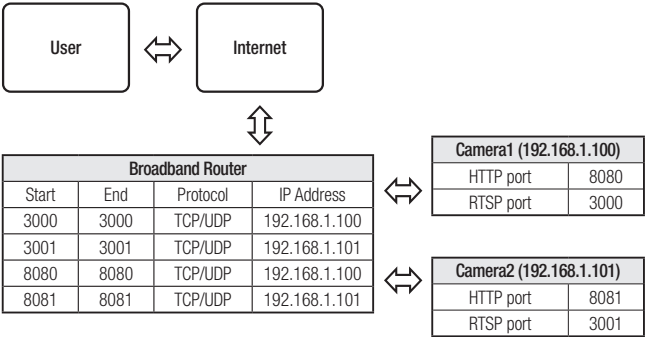 User
Internet
Broadband Router
Start End Protocol IP Address
3000 3000 TCP/UDP 192.168.1.100
3001 3001 TCP/UDP 192.168.1.101
8080 8080 TCP/UDP 192.168.1.100
8081 8081 TCP/UDP 192.168.1.101
Camera1 (192.168.1.100)
HTTP port 8080
RTSP port 3000
Camera2 (192.168.1.101)
HTTP port 8081
RTSP port 3001